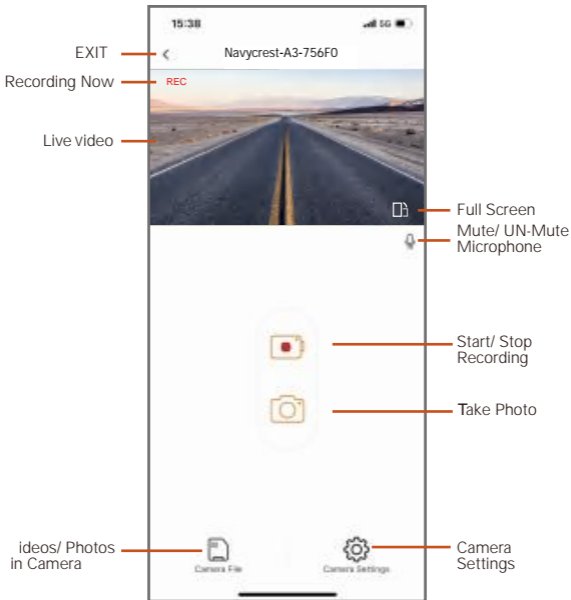 15:38
5G
EXIT
Navycrest-A3-756F0
Recording Now
REC
Live video
Full Screen
Mute/ UN-Mute
Microphone
Start/ Stop
Recording
Take Photo
ideos/ Photos
in Camera
Camera File
Camera Settings
Camera
Settings